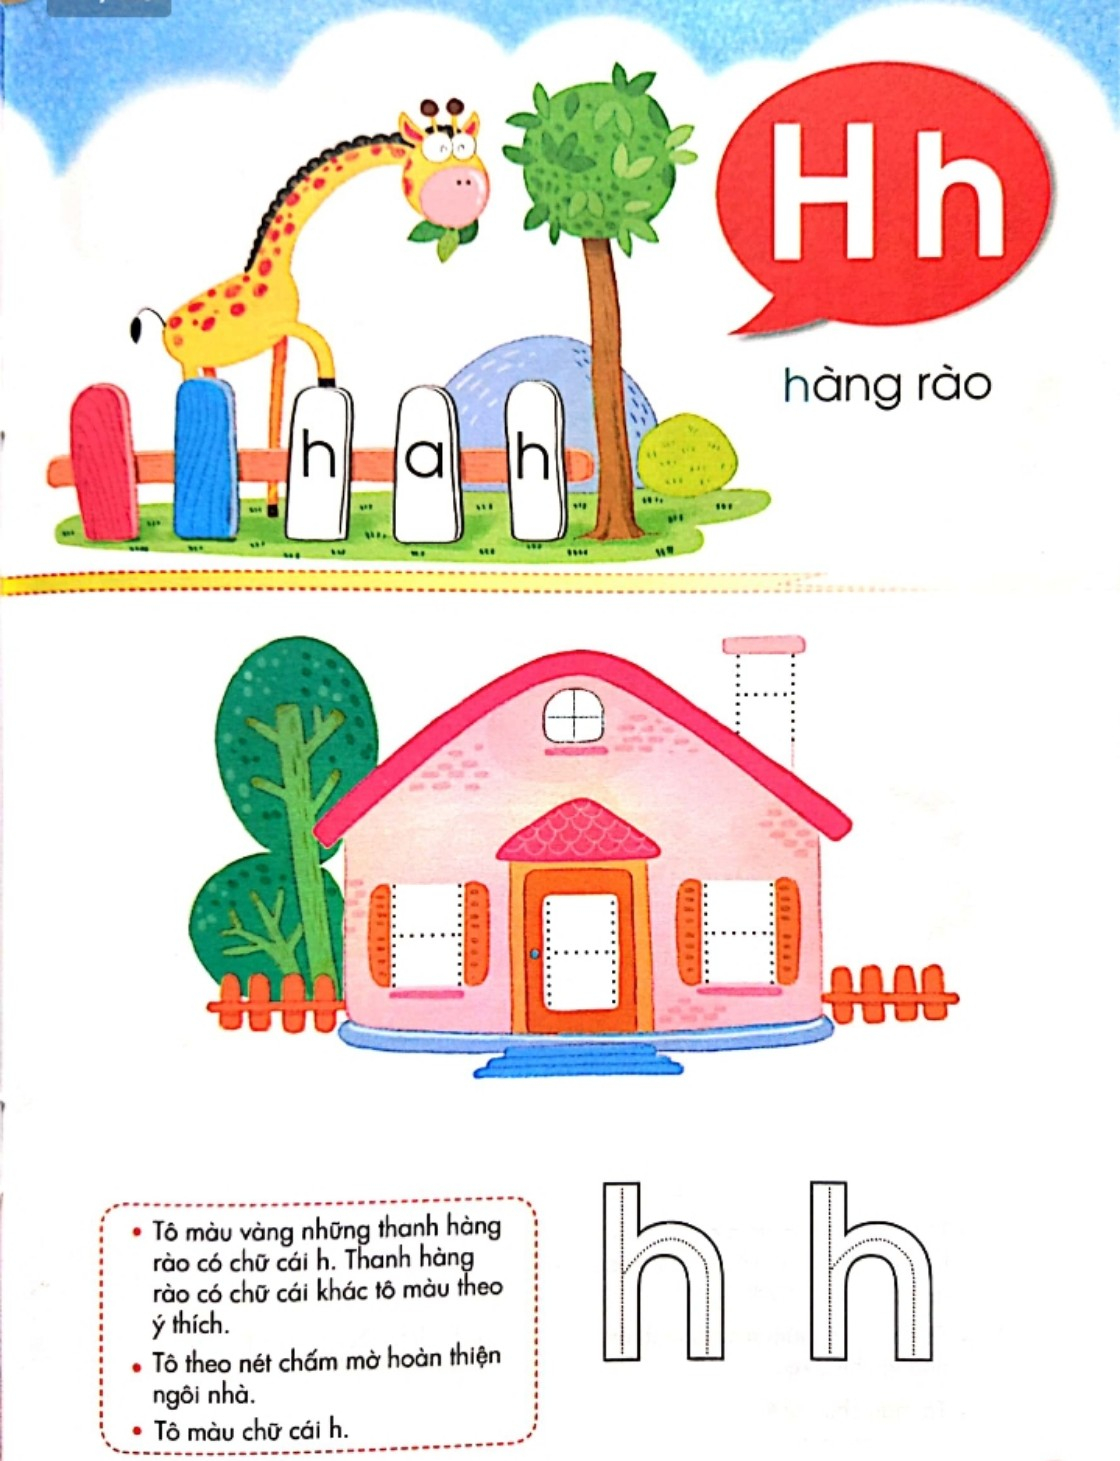 H h
hàng rào
h a h
h h
• Tô màu vàng những thanh hàng
rào có chữ cái h. Thanh hàng
rào có chữ cái khác tô màu theo
ý thích.
• Tô theo nét chấm mờ hoàn thiện
ngôi nhà.
• Tô màu chữ cái h.